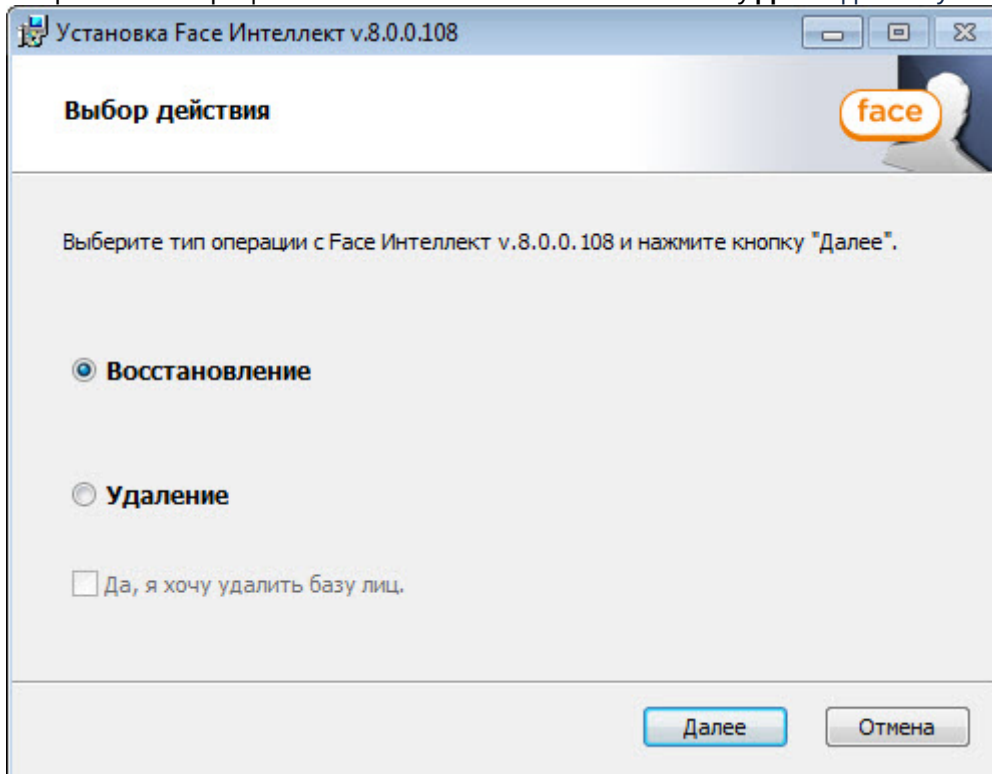 Установка Face Интеллект v.8.0.0.108
Выбор действия
face
Выберите тип операции с Face Интеллект v.8.0.0.108 и нажмите кнопку "Далее".
Восстановление
Удаление
Да, я хочу удалить базу лиц.
Далее
Отмена